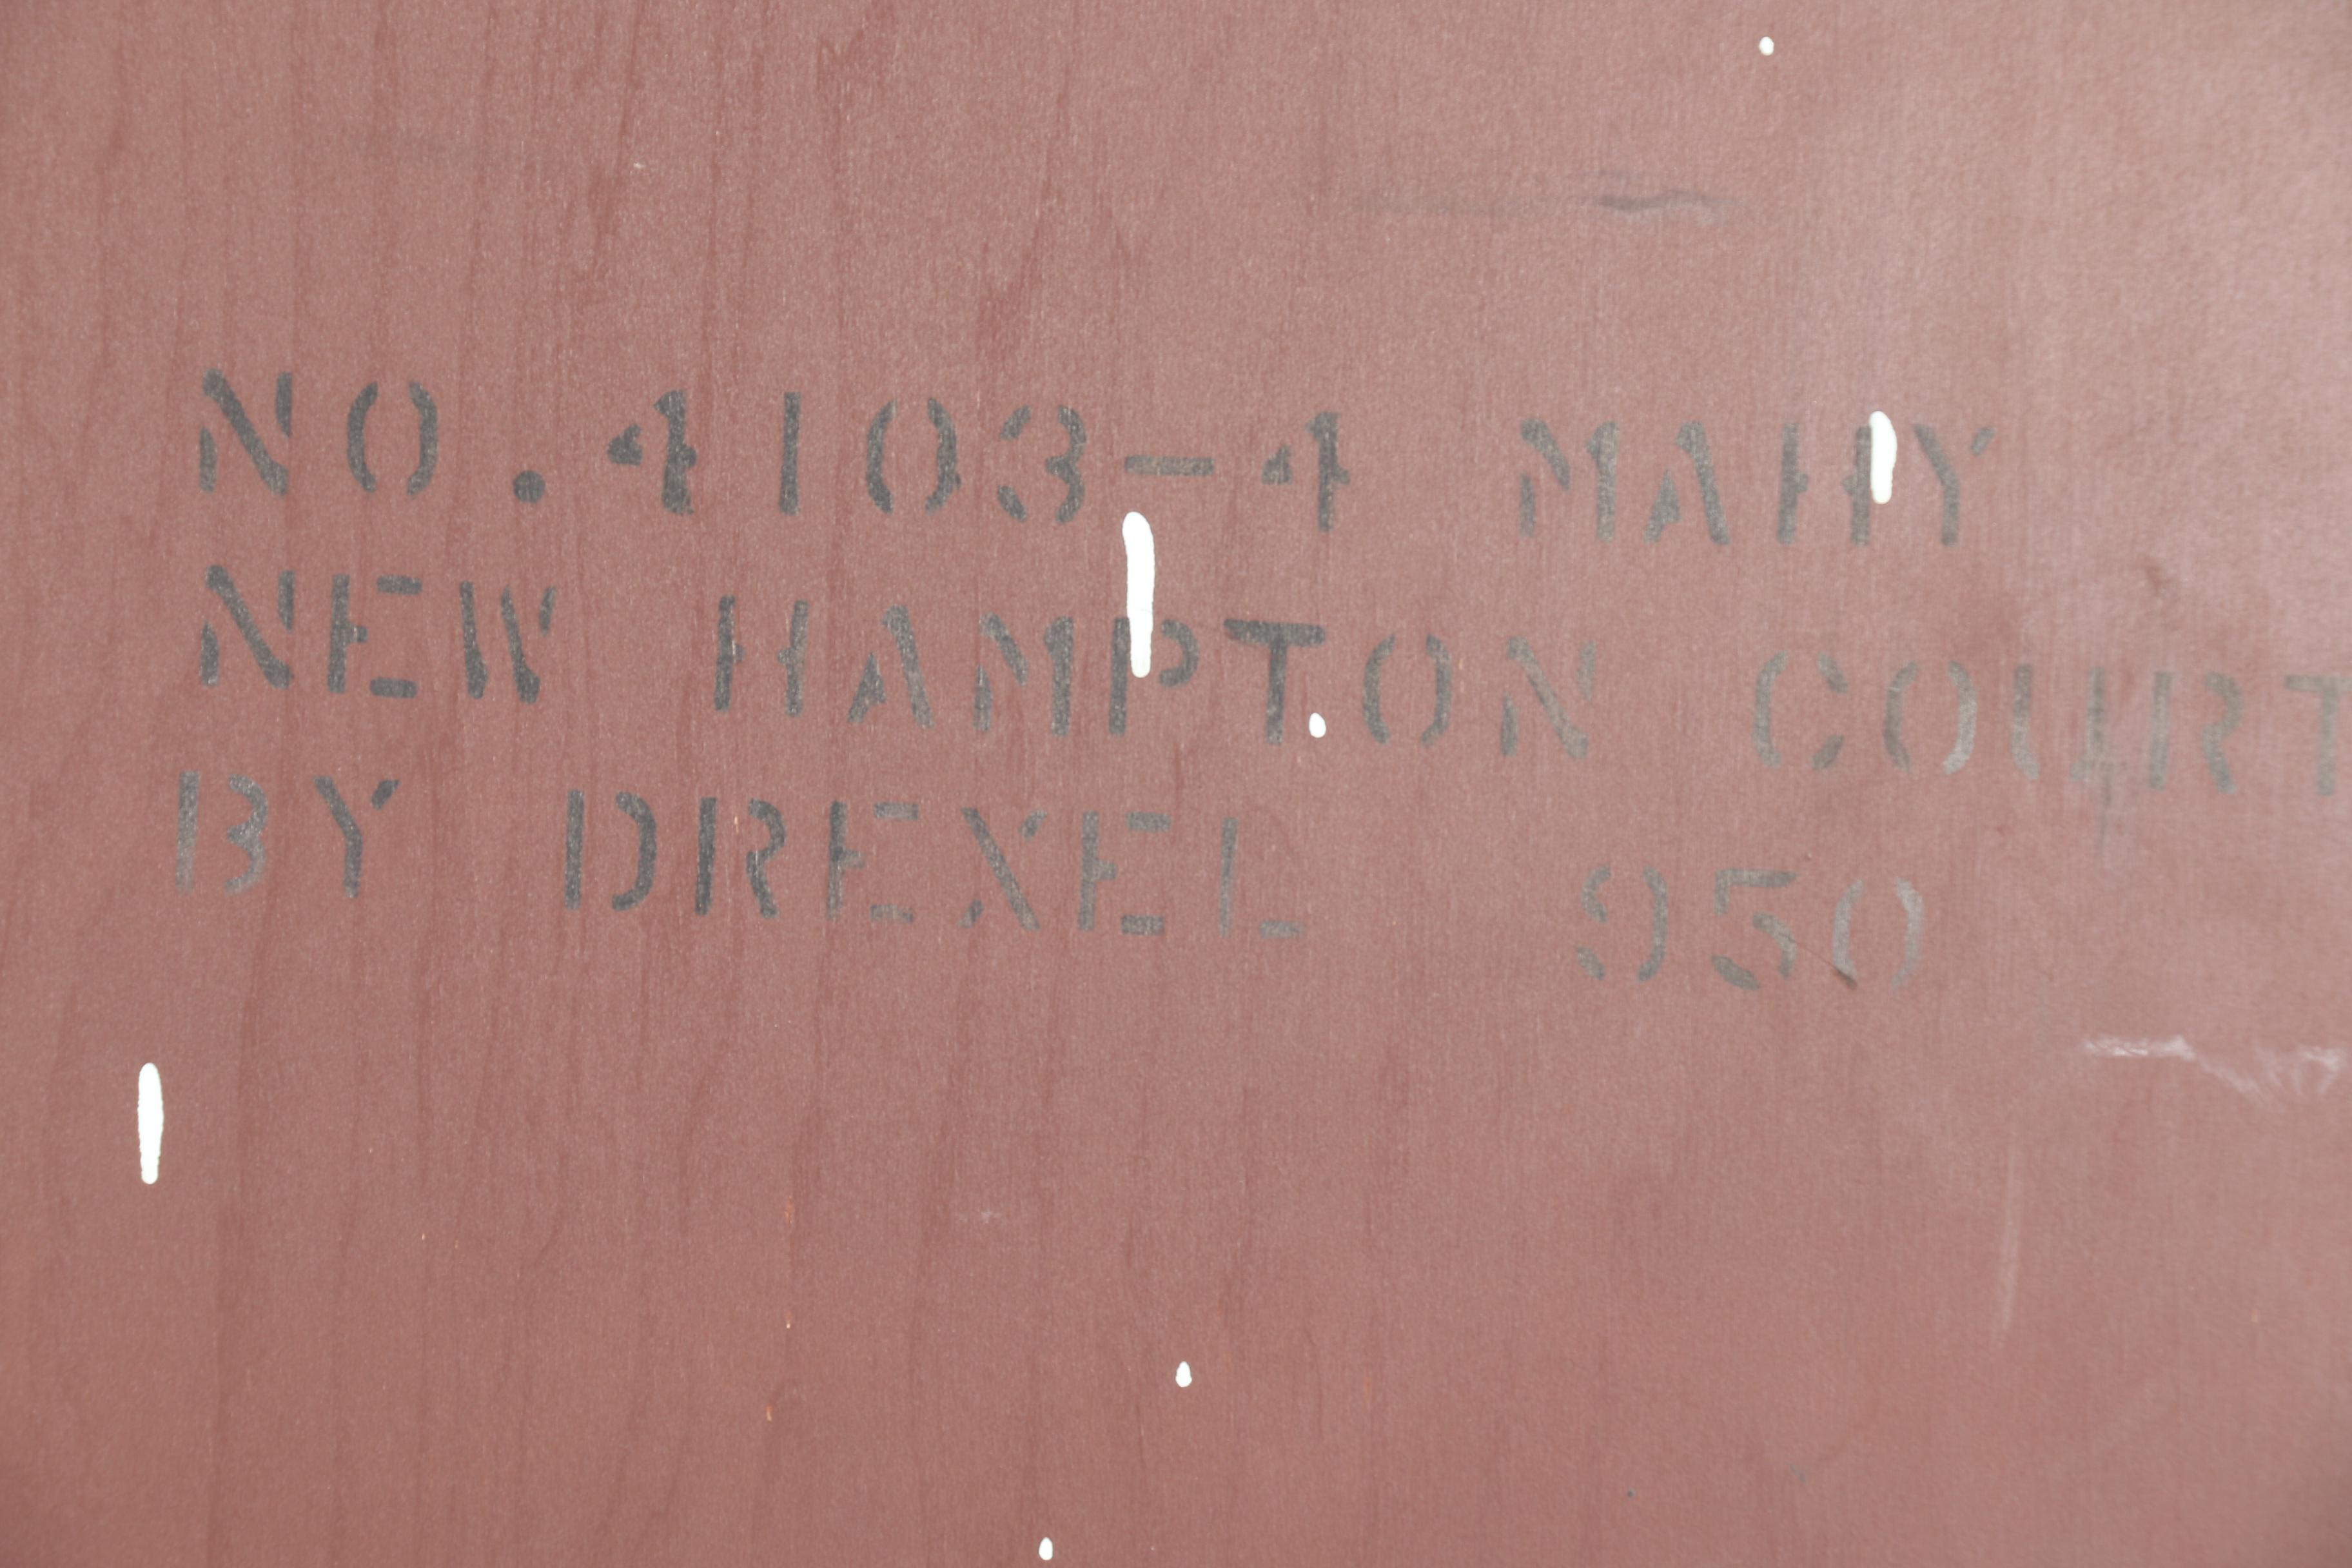 NO.4103-4 MAHY
NEW HAMPTON COURT
BY DREXEL 950